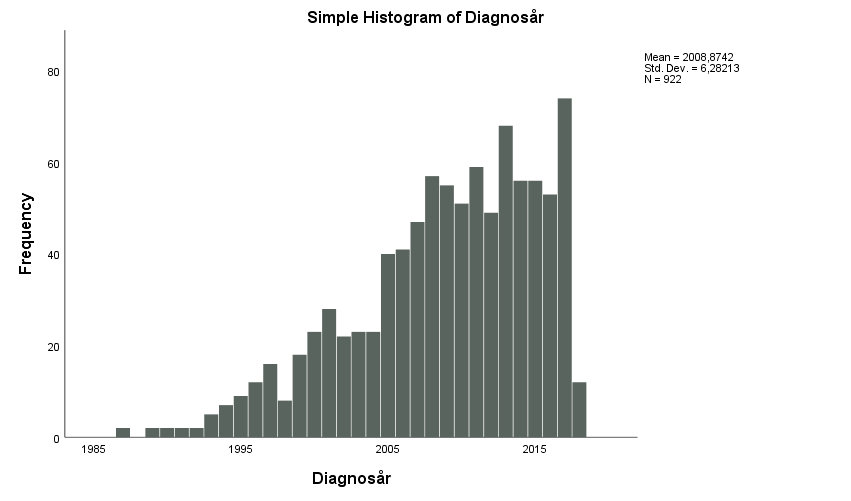 Simple Histogram of Diagnosår
Mean = 2008,8742
Std. Dev. = 6,28213
N = 922
80
60
40
20
0
Frequency
1985 1995 2005 2015
Diagnosår